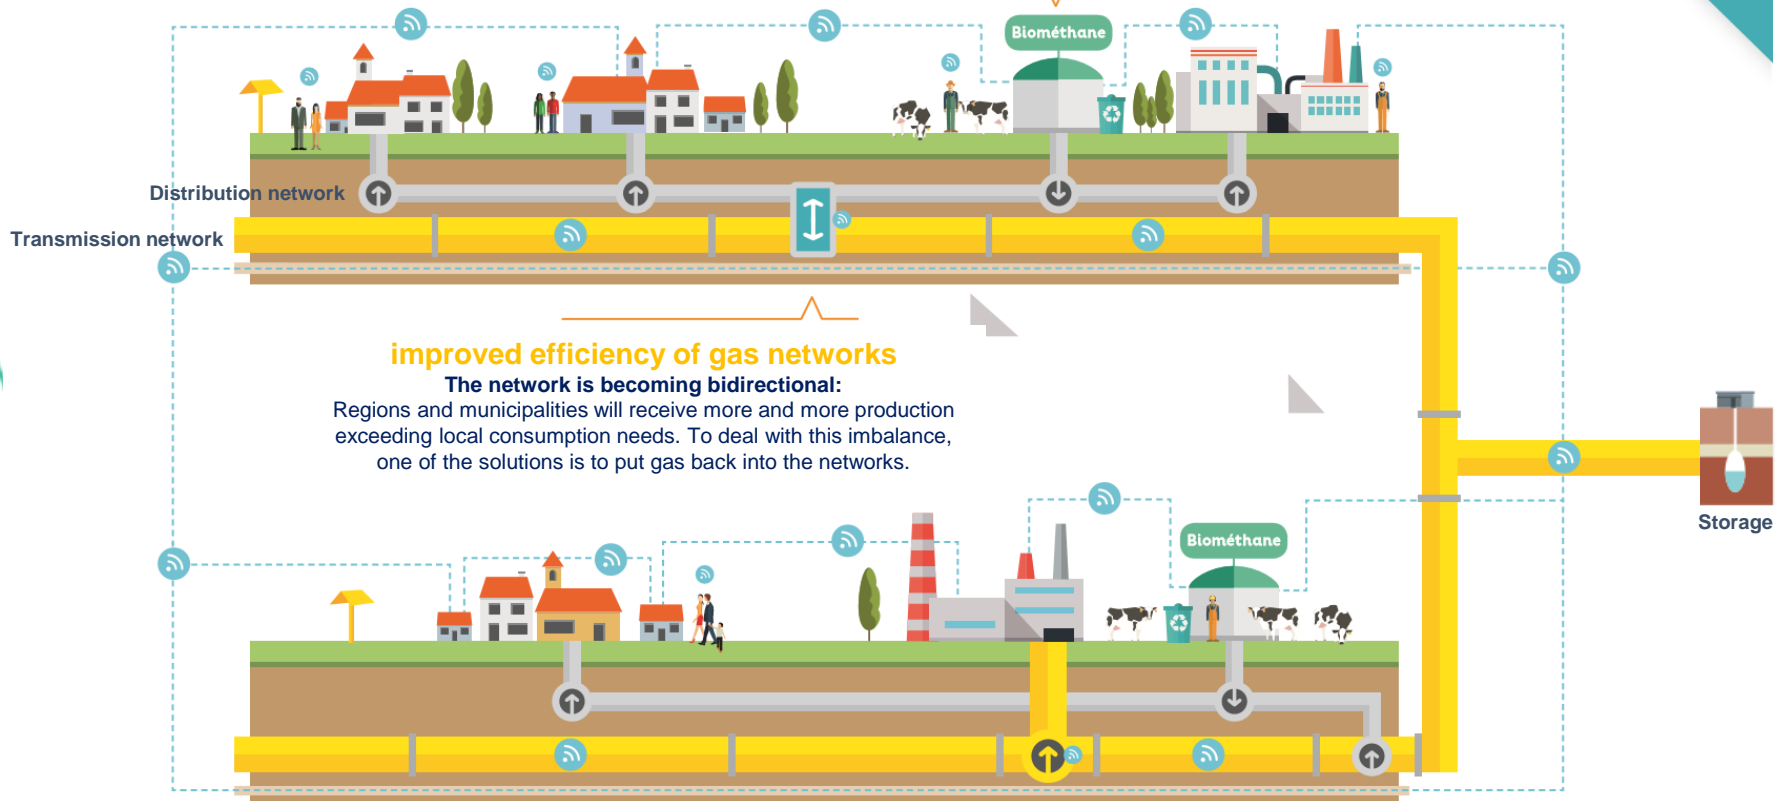 Biométhane
Distribution network
Transmission network
improved efficiency of gas networks
The network is becoming bidirectional:
Regions and municipalities will receive more and more production
exceeding local consumption needs. To deal with this imbalance,
one of the solutions is to put gas back into the networks.
Storage
Biométhane